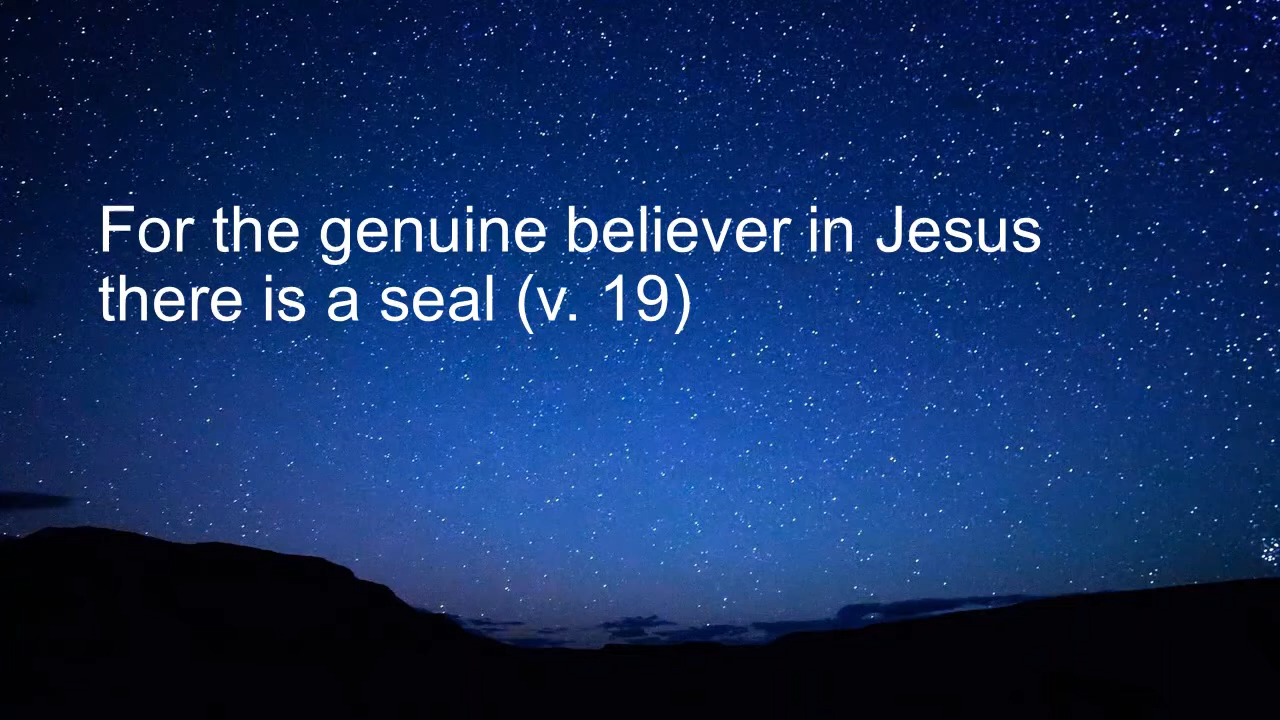 For the genuine believer in Jesus
there is a seal (v. 19)